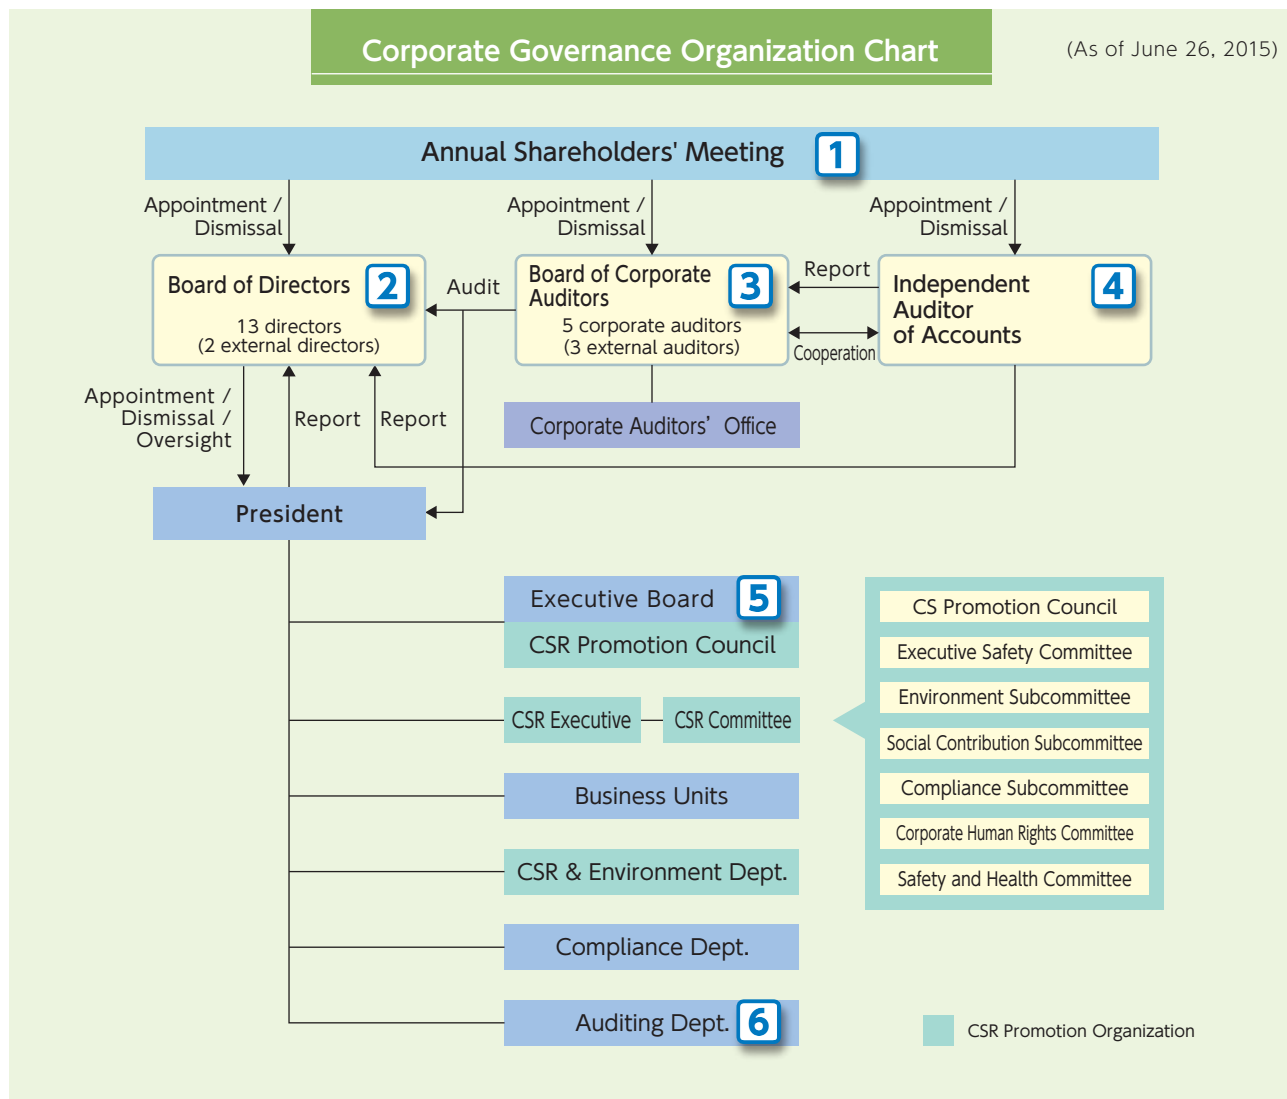 Corporate Governance Organization Chart
(As of June 26, 2015)
Annual Shareholders' Meeting 1
Appointment /
Dismissal
Appointment /
Dismissal
Appointment /
Dismissal
Board of Directors 2
13 directors
(2 external directors)
Audit
Board of Corporate
Auditors 3
5 corporate auditors
(3 external auditors)
Report
Cooperation
Independent
Auditor
of Accounts 4
Appointment /
Dismissal /
Oversight
Report
Report
Corporate Auditors' Office
President
Executive Board 5
CSR Promotion Council
CSR Executive
CSR Committee
Business Units
CSR & Environment Dept.
Compliance Dept.
Auditing Dept. 6
CS Promotion Council
Executive Safety Committee
Environment Subcommittee
Social Contribution Subcommittee
Compliance Subcommittee
Corporate Human Rights Committee
Safety and Health Committee
CSR Promotion Organization